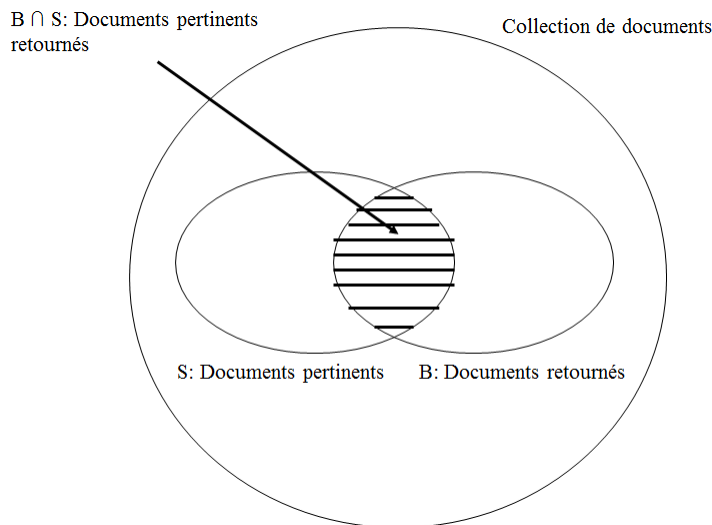 B ∩ S: Documents pertinents
retournés
Collection de documents
S: Documents pertinents
B: Documents retournés